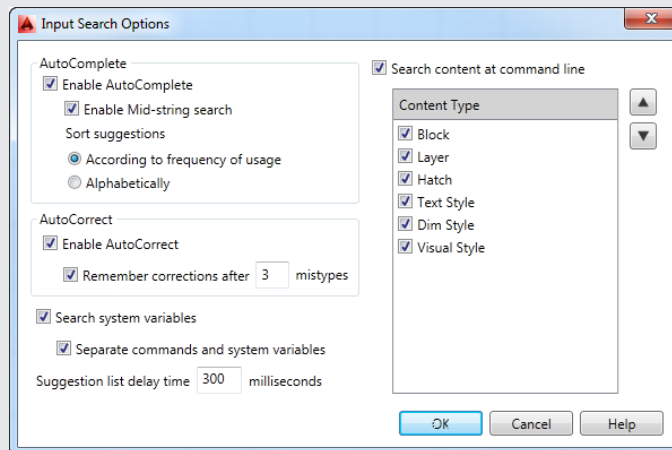 Input Search Options
AutoComplete
Enable AutoComplete
Enable Mid-string search
Sort suggestions
According to frequency of usage
Alphabetically
AutoCorrect
Enable AutoCorrect
Remember corrections after 3 mistypes
Search system variables
Separate commands and system variables
Suggestion list delay time 300 milliseconds
Search content at command line
Content Type
Block
Layer
Hatch
Text Style
Dim Style
Visual Style
OK Cancel Help